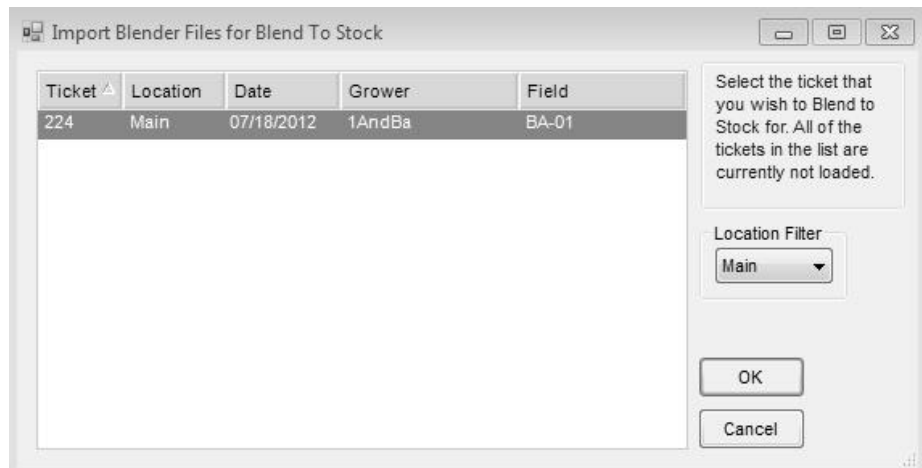 Import Blender Files for Blend To Stock
Ticket Location Date Grower Field
224 Main 07/18/2012 1AndBa BA-01
Select the ticket that
you wish to Blend to
Stock for. All of the
tickets in the list are
currently not loaded.
Location Filter
Main
OK
Cancel